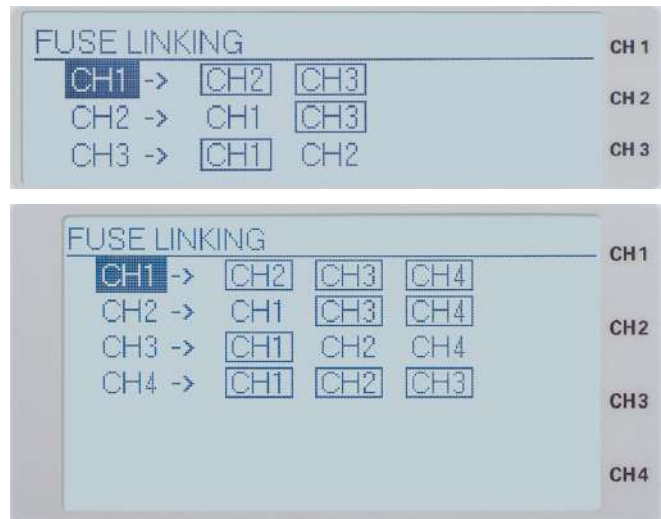 FUSE LINKING
CH1 -> CH2 CH3
CH2 -> CH1 CH3
CH3 -> CH1 CH2
CH 1
CH 2
CH 3
FUSE LINKING
CH1 -> CH2 CH3 CH4
CH2 -> CH1 CH3 CH4
CH3 -> CH1 CH2 CH4
CH4 -> CH1 CH2 CH3
CH1
CH2
CH3
CH4